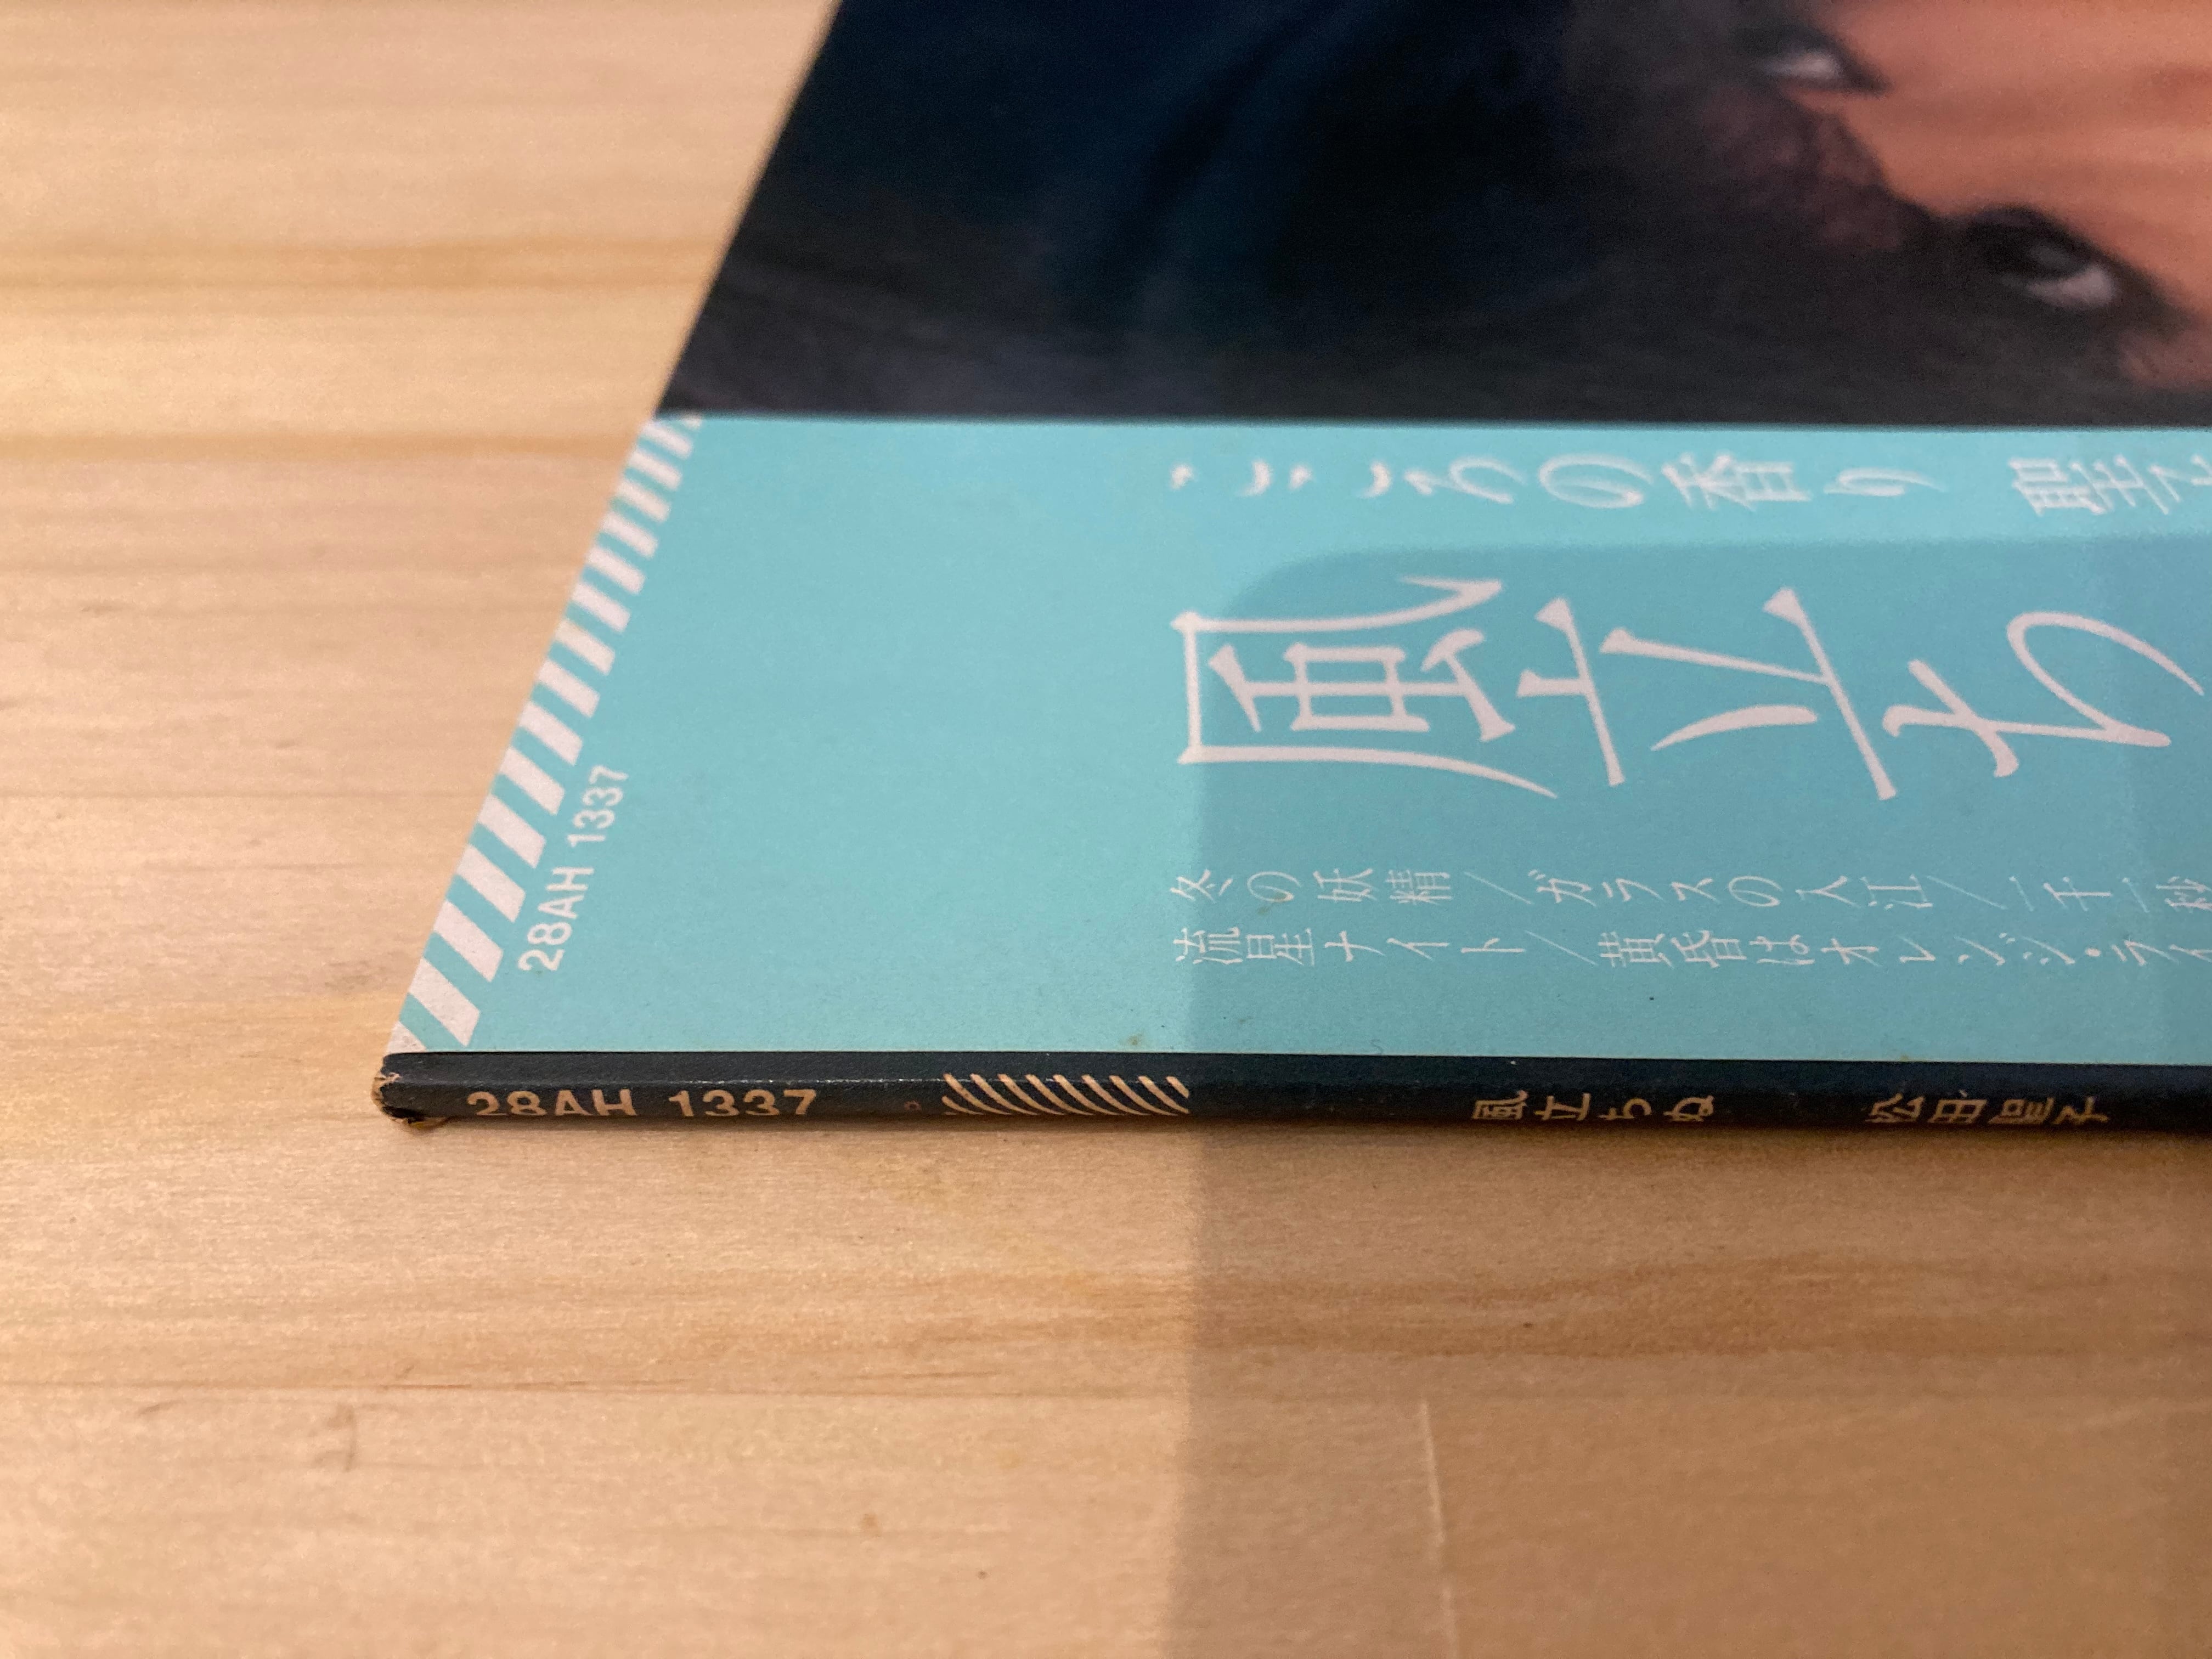 こころの香り 聖
風立ち
冬の妖精／ガラスの入江／一千一秒
流星ナイト／黄昏はオレンジ・ライ
28AH 1337
28AH 1337
風立ちぬ 松田聖子